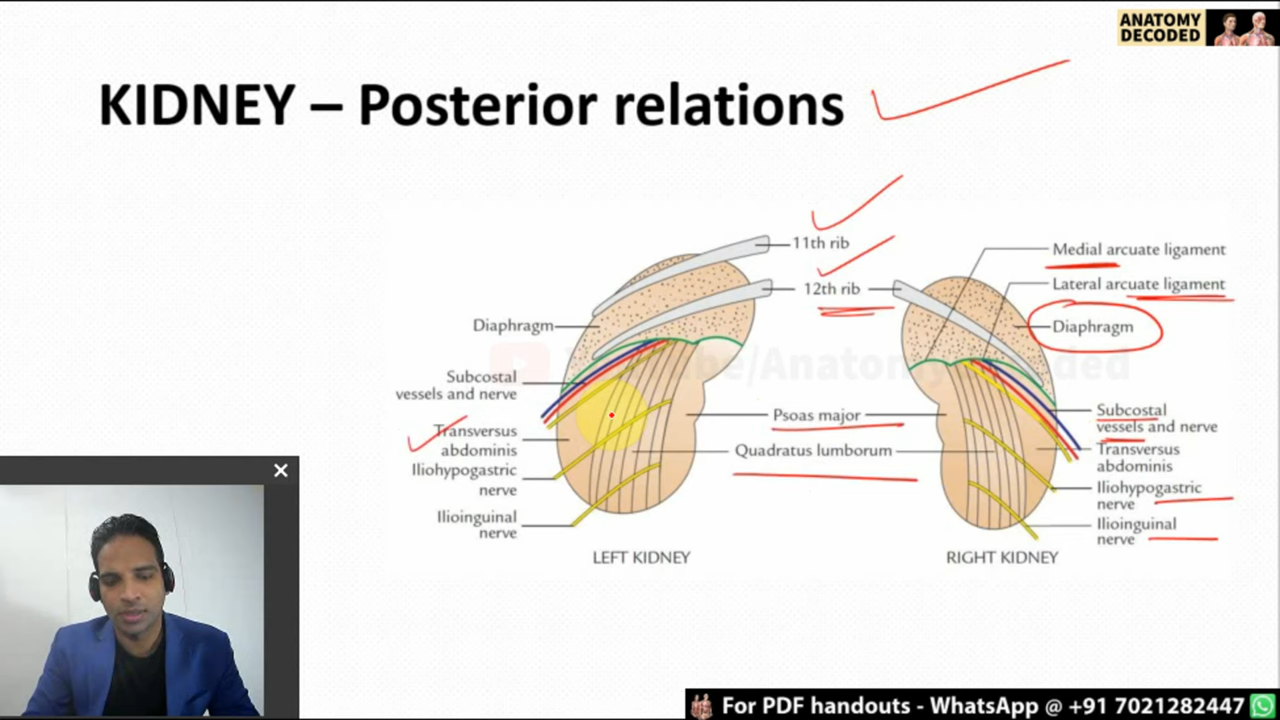 ANATOMY
DECODED
KIDNEY – Posterior relations
11th rib
12th rib
Diaphragm
Subcostal
vessels and nerve
Transversus
abdominis
Iliohypogastric
nerve
Ilioinguinal
nerve
Psoas major
Quadratus lumborum
Medial arcuate ligament
Lateral arcuate ligament
Diaphragm
Subcostal
vessels and nerve
Transversus
abdominis
Iliohypogastric
nerve
Ilioinguinal
nerve
LEFT KIDNEY
RIGHT KIDNEY
For PDF handouts - WhatsApp @ +91 7021282447